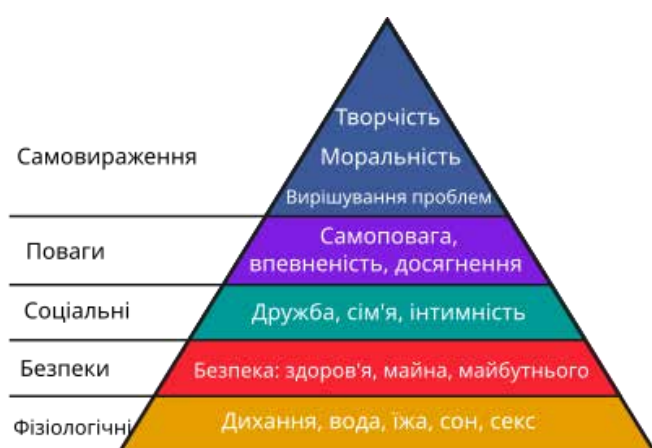 Творчість
Самовираження
Моральність
Вирішування проблем
Поваги
Самоповага,
впевненість, досягнення
Соціальні
Дружба, сім'я, інтимність
Безпеки
Безпека: здоров'я, майна, майбутнього
Фізіологічні
Дихання, вода, їжа, сон, секс